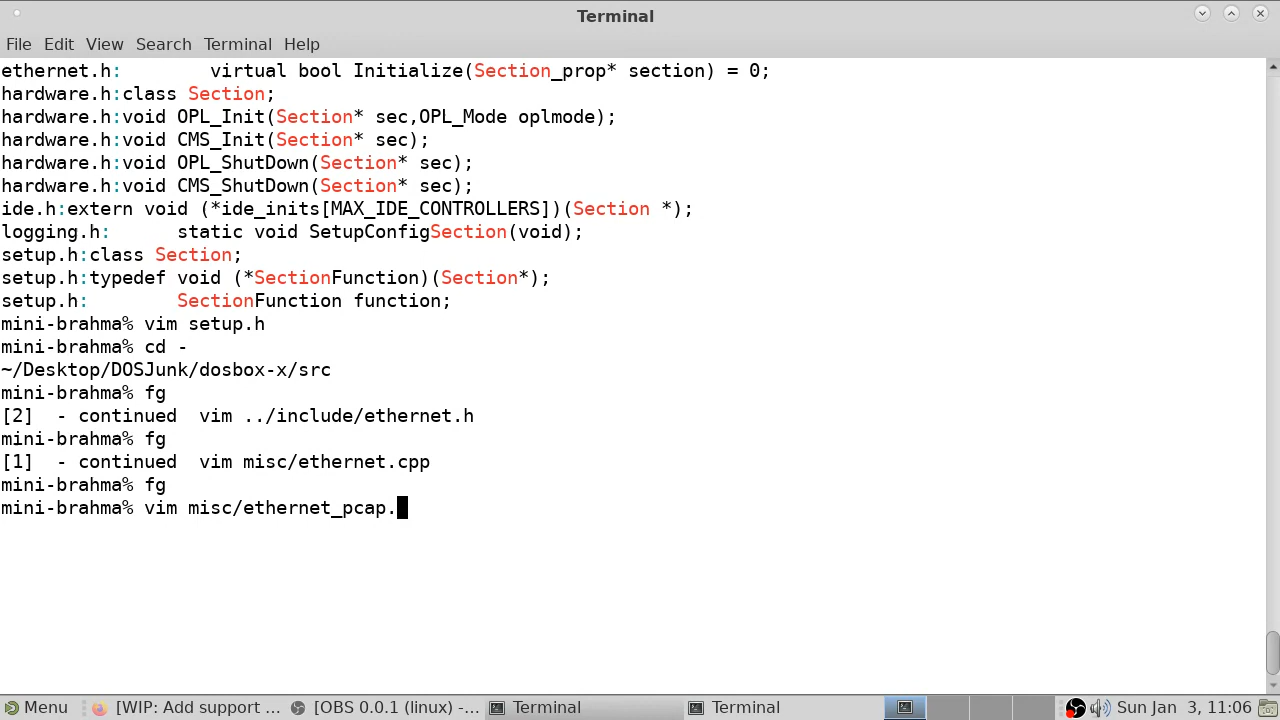 Terminal
File Edit View Search Terminal Help
ethernet.h:        virtual bool Initialize(Section_prop* section) = 0;
hardware.h:class Section;
hardware.h:void OPL_Init(Section* sec,OPL_Mode oplmode);
hardware.h:void CMS_Init(Section* sec);
hardware.h:void OPL_ShutDown(Section* sec);
hardware.h:void CMS_ShutDown(Section* sec);
ide.h:extern void (*ide_inits[MAX_IDE_CONTROLLERS])(Section *);
logging.h:      static void SetupConfigSection(void);
setup.h:class Section;
setup.h:typedef void (*SectionFunction)(Section*);
setup.h:        SectionFunction function;
mini-brahma% vim setup.h
mini-brahma% cd -
~/Desktop/DOSJunk/dosbox-x/src
mini-brahma% fg
[2]  - continued  vim ../include/ethernet.h
mini-brahma% fg
[1]  - continued  vim misc/ethernet.cpp
mini-brahma% fg
mini-brahma% vim misc/ethernet_pcap.
Menu [WIP: Add support ... [OBS 0.0.1 (linux) -... Terminal Terminal Sun Jan  3, 11:06